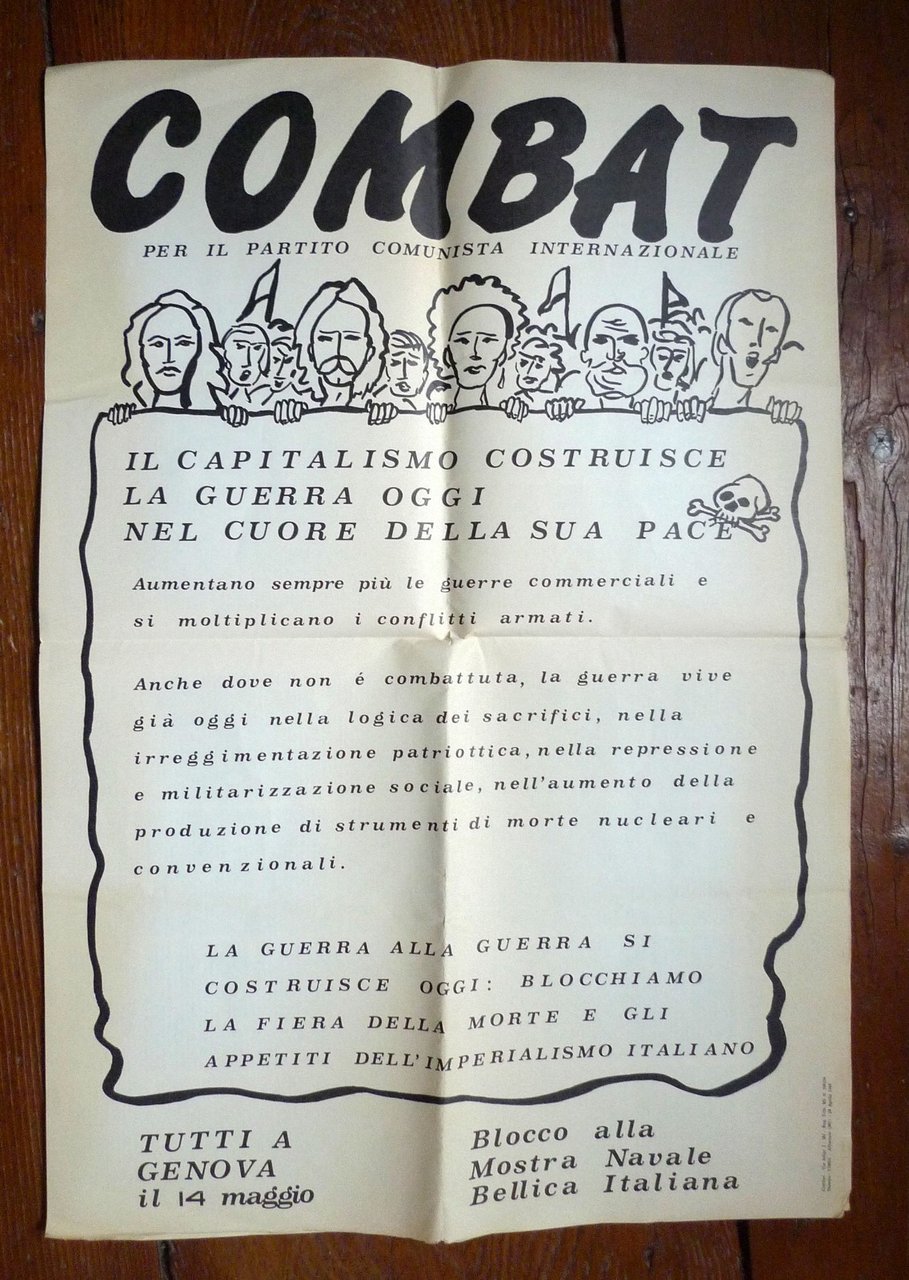 COMBAT
PER IL PARTITO COMUNISTA INTERNAZIONALE
IL CAPITALISMO COSTRUISCE
LA GUERRA OGGI
NEL CUORE DELLA SUA PACE
Aumentano sempre più le guerre commerciali e
si moltiplicano i conflitti armati.
Anche dove non é combattuta, la guerra vive
già oggi nella logica dei sacrifici, nella
irreggimentazione patriottica, nella repressione
e militarizzazione sociale, nell'aumento della
produzione di strumenti di morte nucleari e
convenzionali.
LA GUERRA ALLA GUERRA SI
COSTRUISCE OGGI: BLOCCHIAMO
LA FIERA DELLA MORTE E GLI
APPETITI DELL'IMPERIALISMO ITALIANO
TUTTI A
GENOVA
il 14 maggio
Blocco alla
Mostra Navale
Bellica Italiana